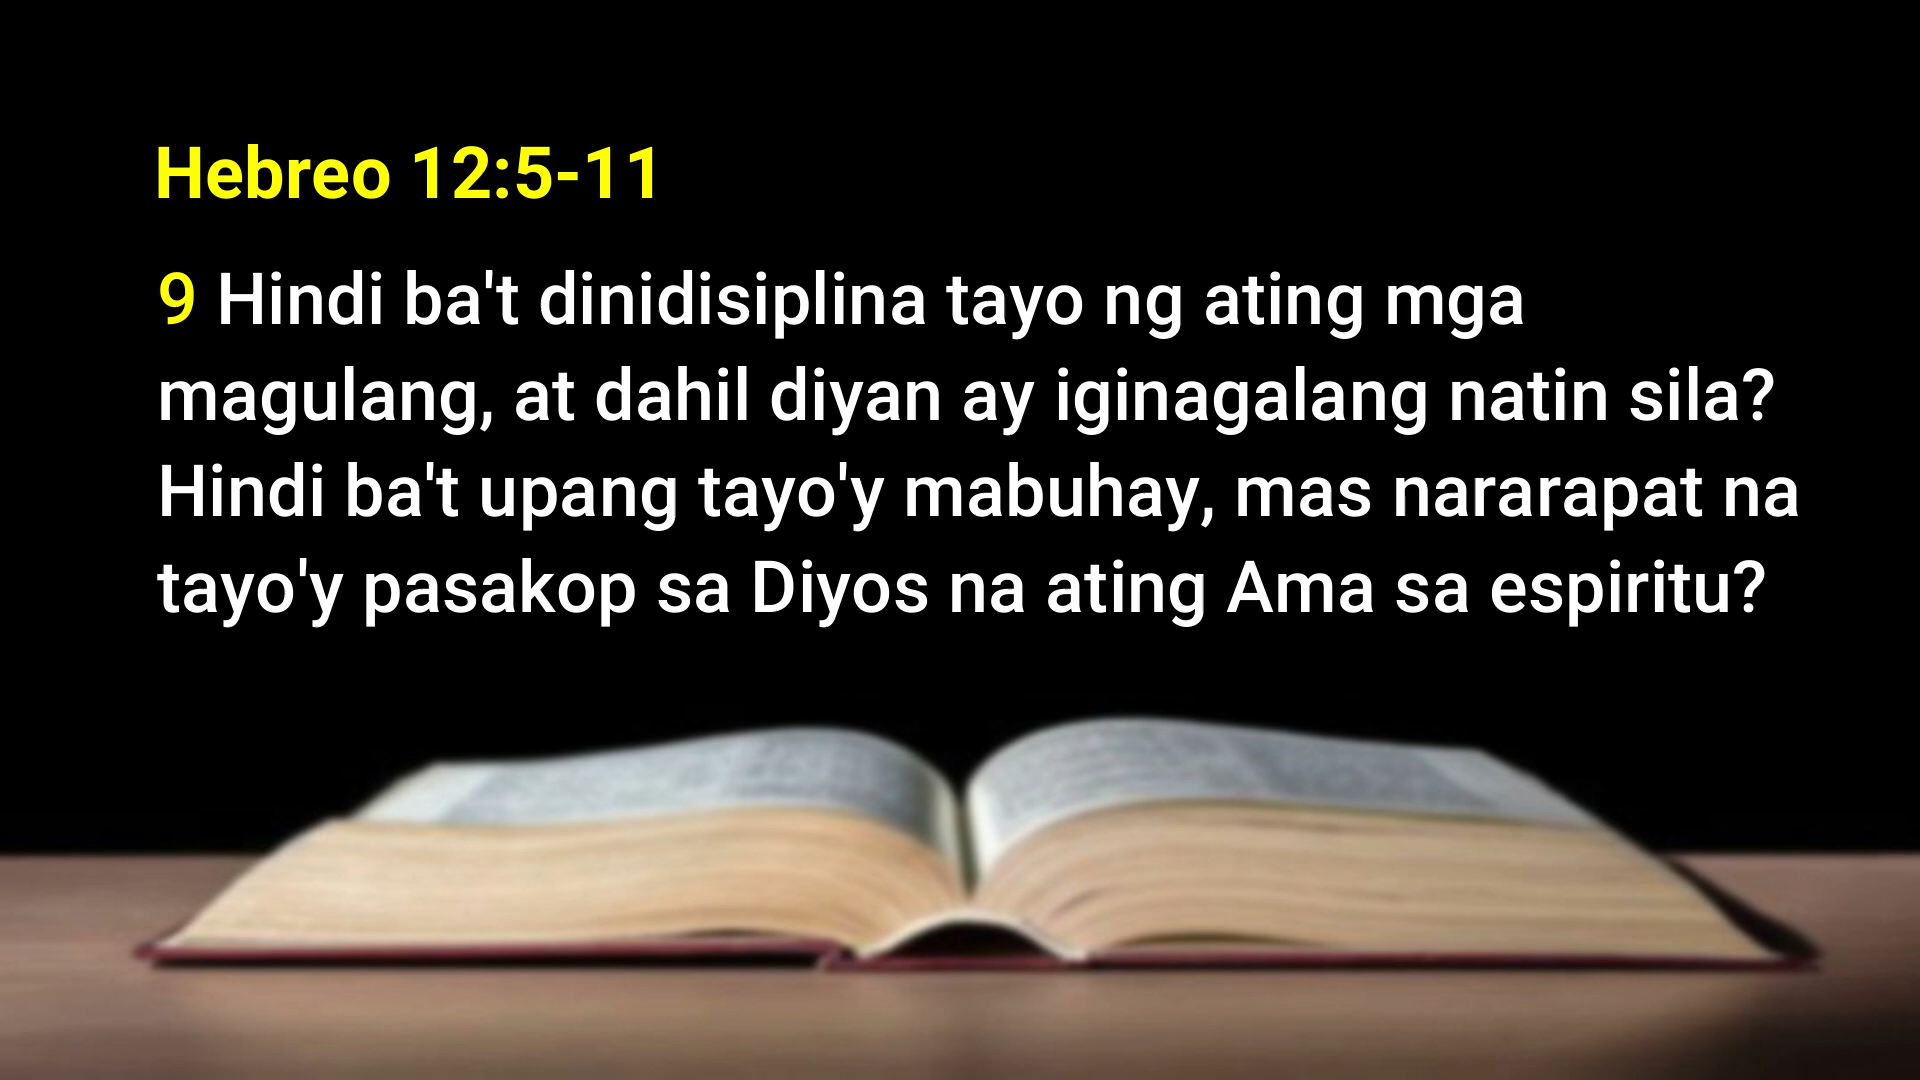 Hebreo 12:5-11
9 Hindi ba't dinidisiplina tayo ng ating mga
magulang, at dahil diyan ay iginagalang natin sila?
Hindi ba't upang tayo'y mabuhay, mas nararapat na
tayo'y pasakop sa Diyos na ating Ama sa espiritu?